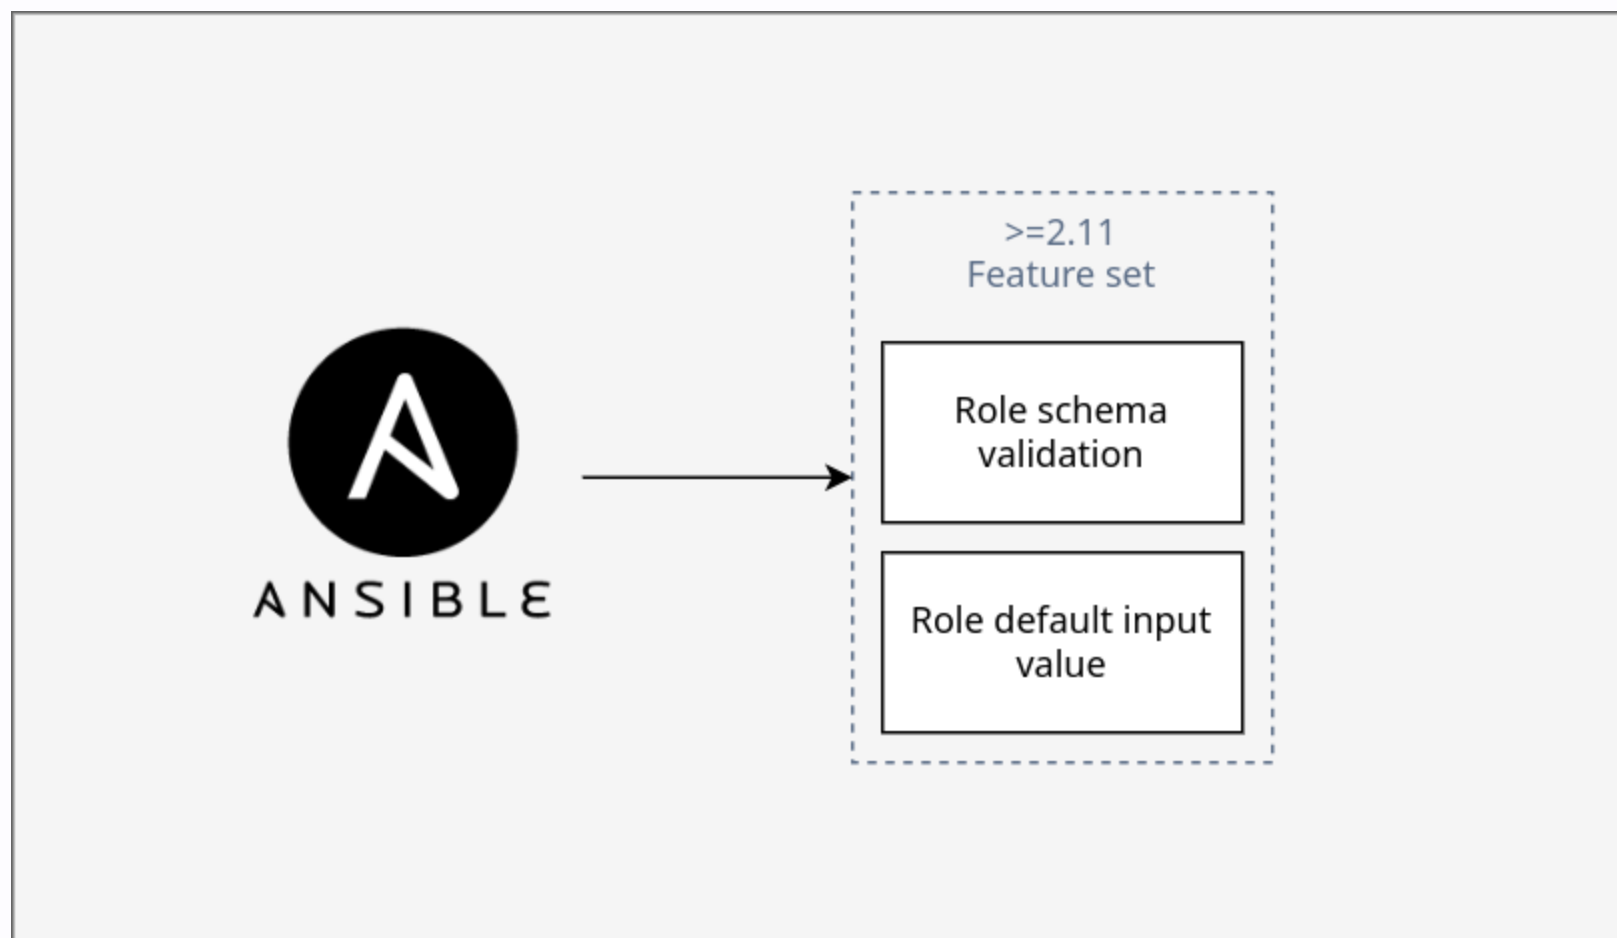 ANSIBLE
>=2.11
Feature set
Role schema
validation
Role default input
value